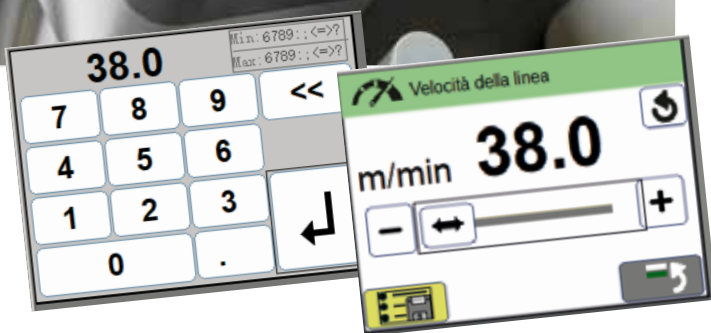 38.0
Min:6789:;<=>?
Max:6789:;<=>?
7 8 9 <<
4 5 6
1 2 3
0 .
Velocità della linea
m/min 38.0
- +